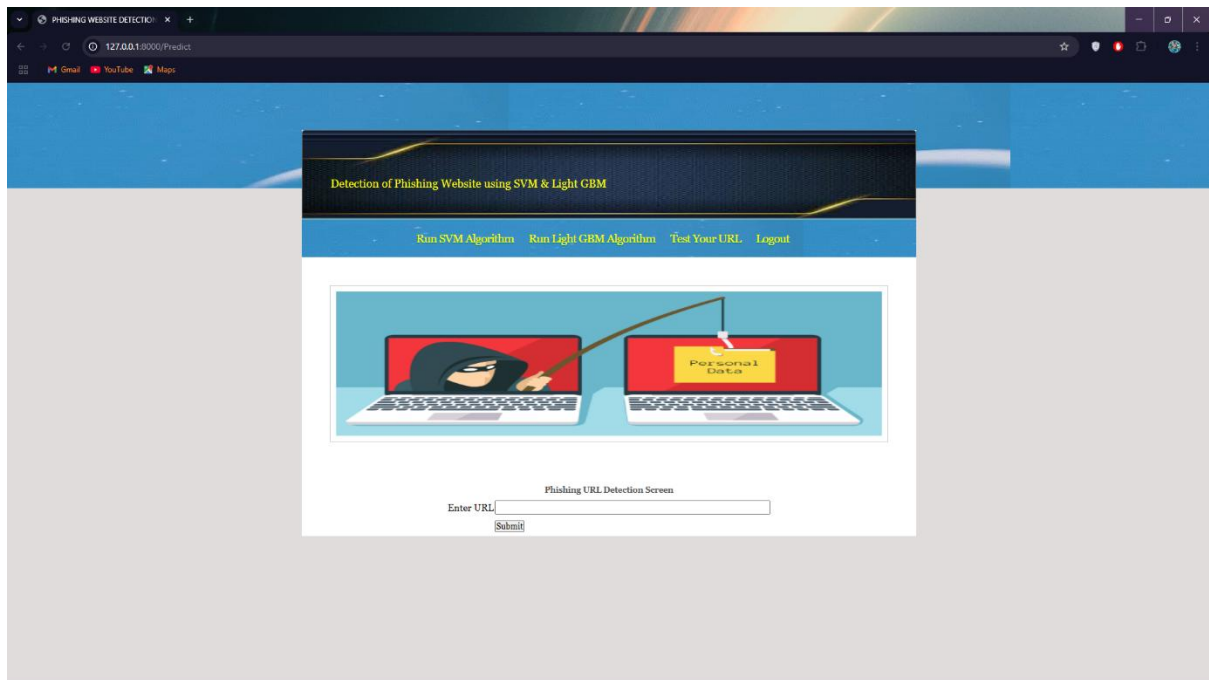 PHISHING WEBSITE DETECTION
127.0.0.1:8000/Predict
Gmail YouTube Maps
Detection of Phishing Website using SVM & Light GBM
Run SVM Algorithm Run Light GBM Algorithm Test Your URL Logout
Personal
Data
Phishing URL Detection Screen
Enter URL
Submit